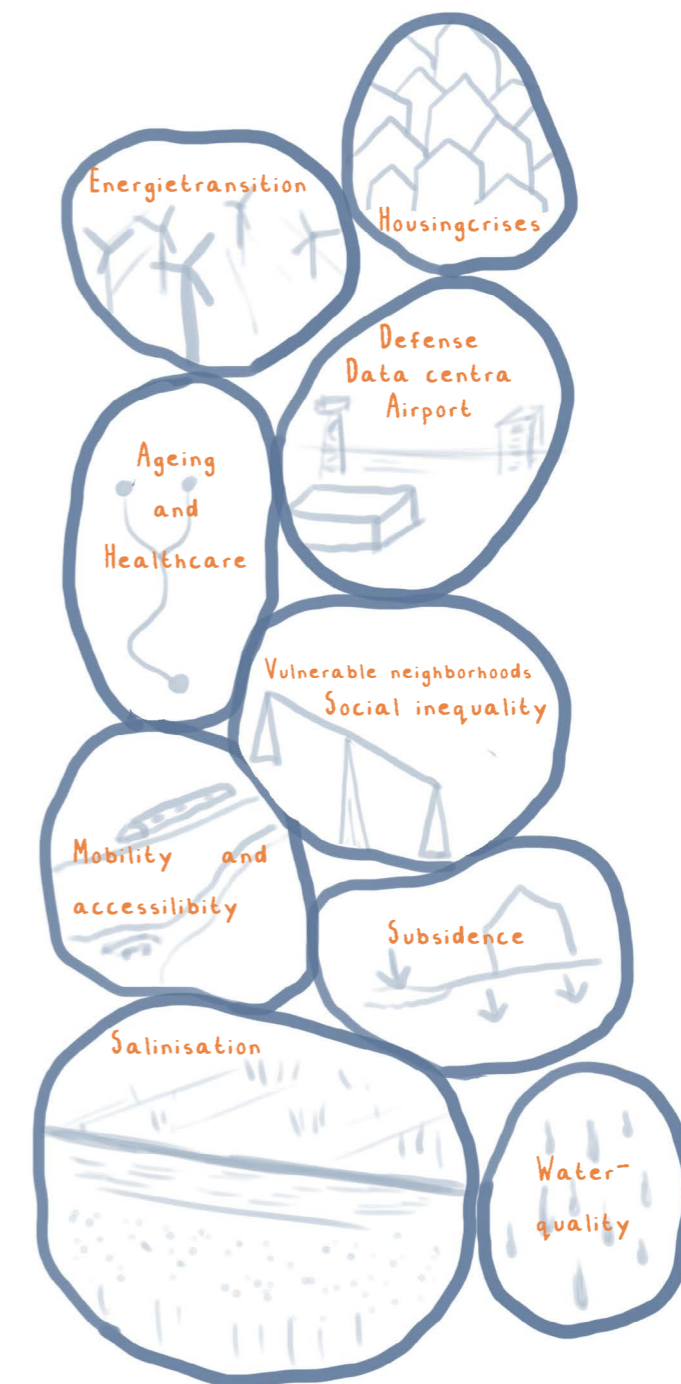 Housingcrises
Energietransition
Defense
Data centra
Airport
Ageing
and
Healthcare
Vulnerable neighborhoods
Social inequality
Mobility and
accessilibity
Subsidence
Salinisation
Water-
quality